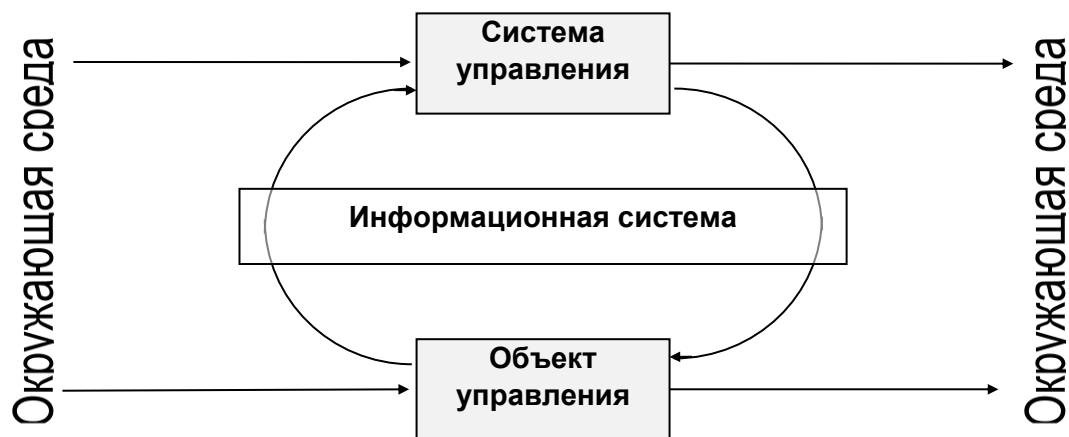 Окружающая среда
Система
управления
Информационная система
Объект
управления
Окружающая среда